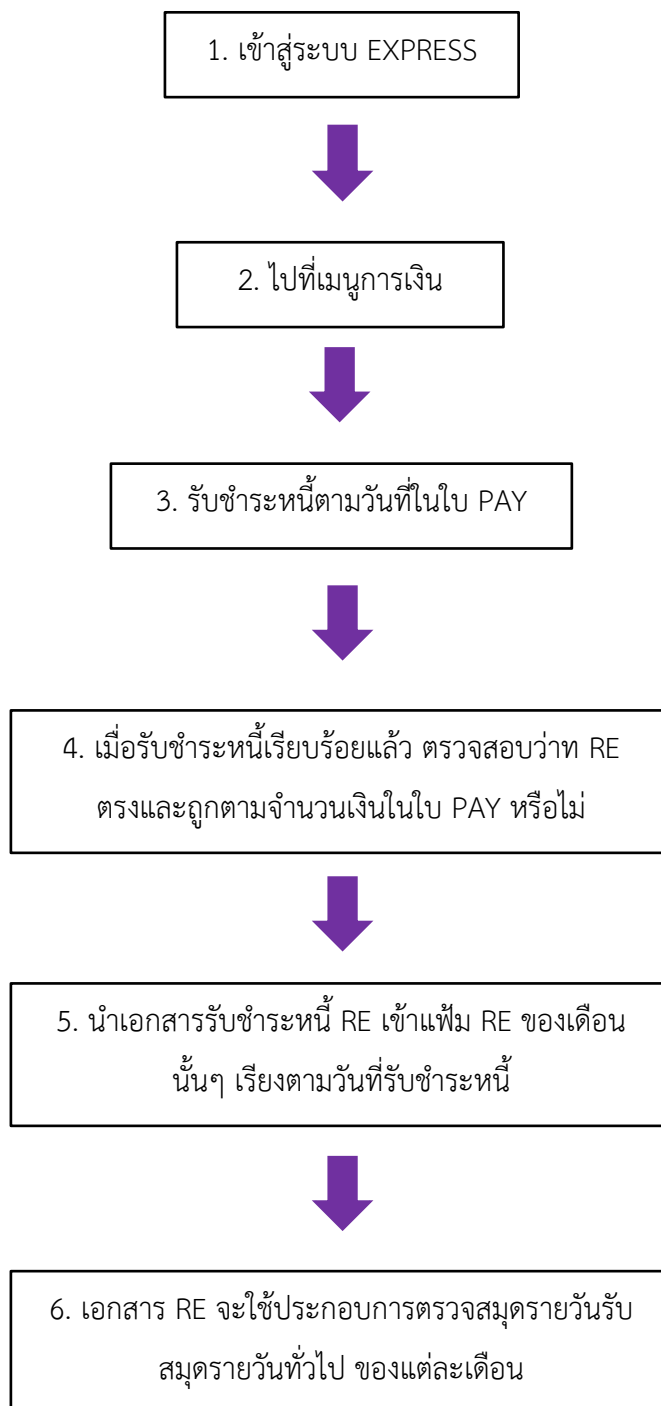 1. เข้าสู่ระบบ EXPRESS
2. ไปที่เมนูการเงิน
3. รับชำระหนี้ตามวันที่ในใบ PAY
4. เมื่อรับชำระหนี้เรียบร้อยแล้ว ตรวจสอบว่าท RE
ตรงและถูกตามจำนวนเงินในใบ PAY หรือไม่
5. นำเอกสารรับชำระหนี้ RE เข้าแฟ้ม RE ของเดือน
นั้นๆ เรียงตามวันที่รับชำระหนี้
6. เอกสาร RE จะใช้ประกอบการตรวจสมุดรายวันรับ
สมุดรายวันทั่วไป ของแต่ละเดือน